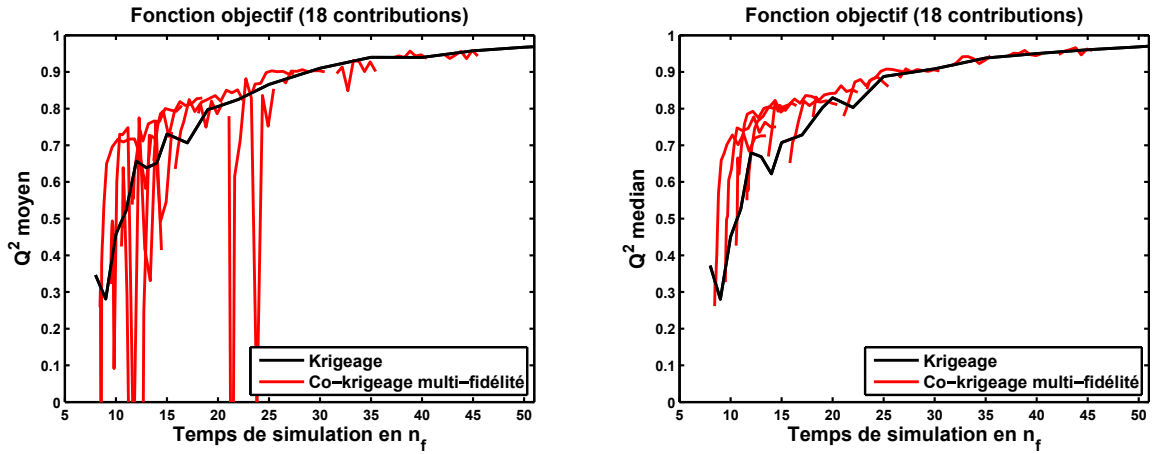 Fonction objectif (18 contributions)
Q² moyen
1
0.9
0.8
0.7
0.6
0.5
0.4
0.3
0.2
0.1
0
5 10 15 20 25 30 35 40 45 50
Temps de simulation en n_f
Krigeage
Co−krigeage multi−fidélité
Fonction objectif (18 contributions)
Q² median
1
0.9
0.8
0.7
0.6
0.5
0.4
0.3
0.2
0.1
0
5 10 15 20 25 30 35 40 45 50
Temps de simulation en n_f
Krigeage
Co−krigeage multi−fidélité